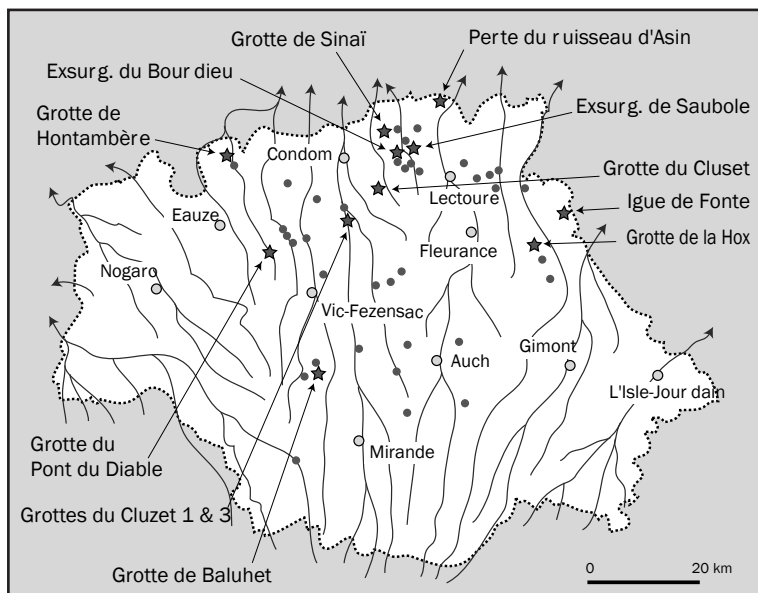 Grotte de Sinaï
Perte du ruisseau d'Asin
Exsurg. du Bourdieu
Grotte de
Hontambère
Exsurg. de Saubole
Condom
Grotte du Cluset
Lectoure
Igue de Fonte
Eauze
Fleurance
Grotte de la Hox
Nogaro
Vic-Fezensac
Gimont
Auch
L'Isle-Jour dain
Grotte du
Pont du Diable
Mirande
Grottes du Cluzet 1 & 3
Grotte de Baluhet
0 20 km